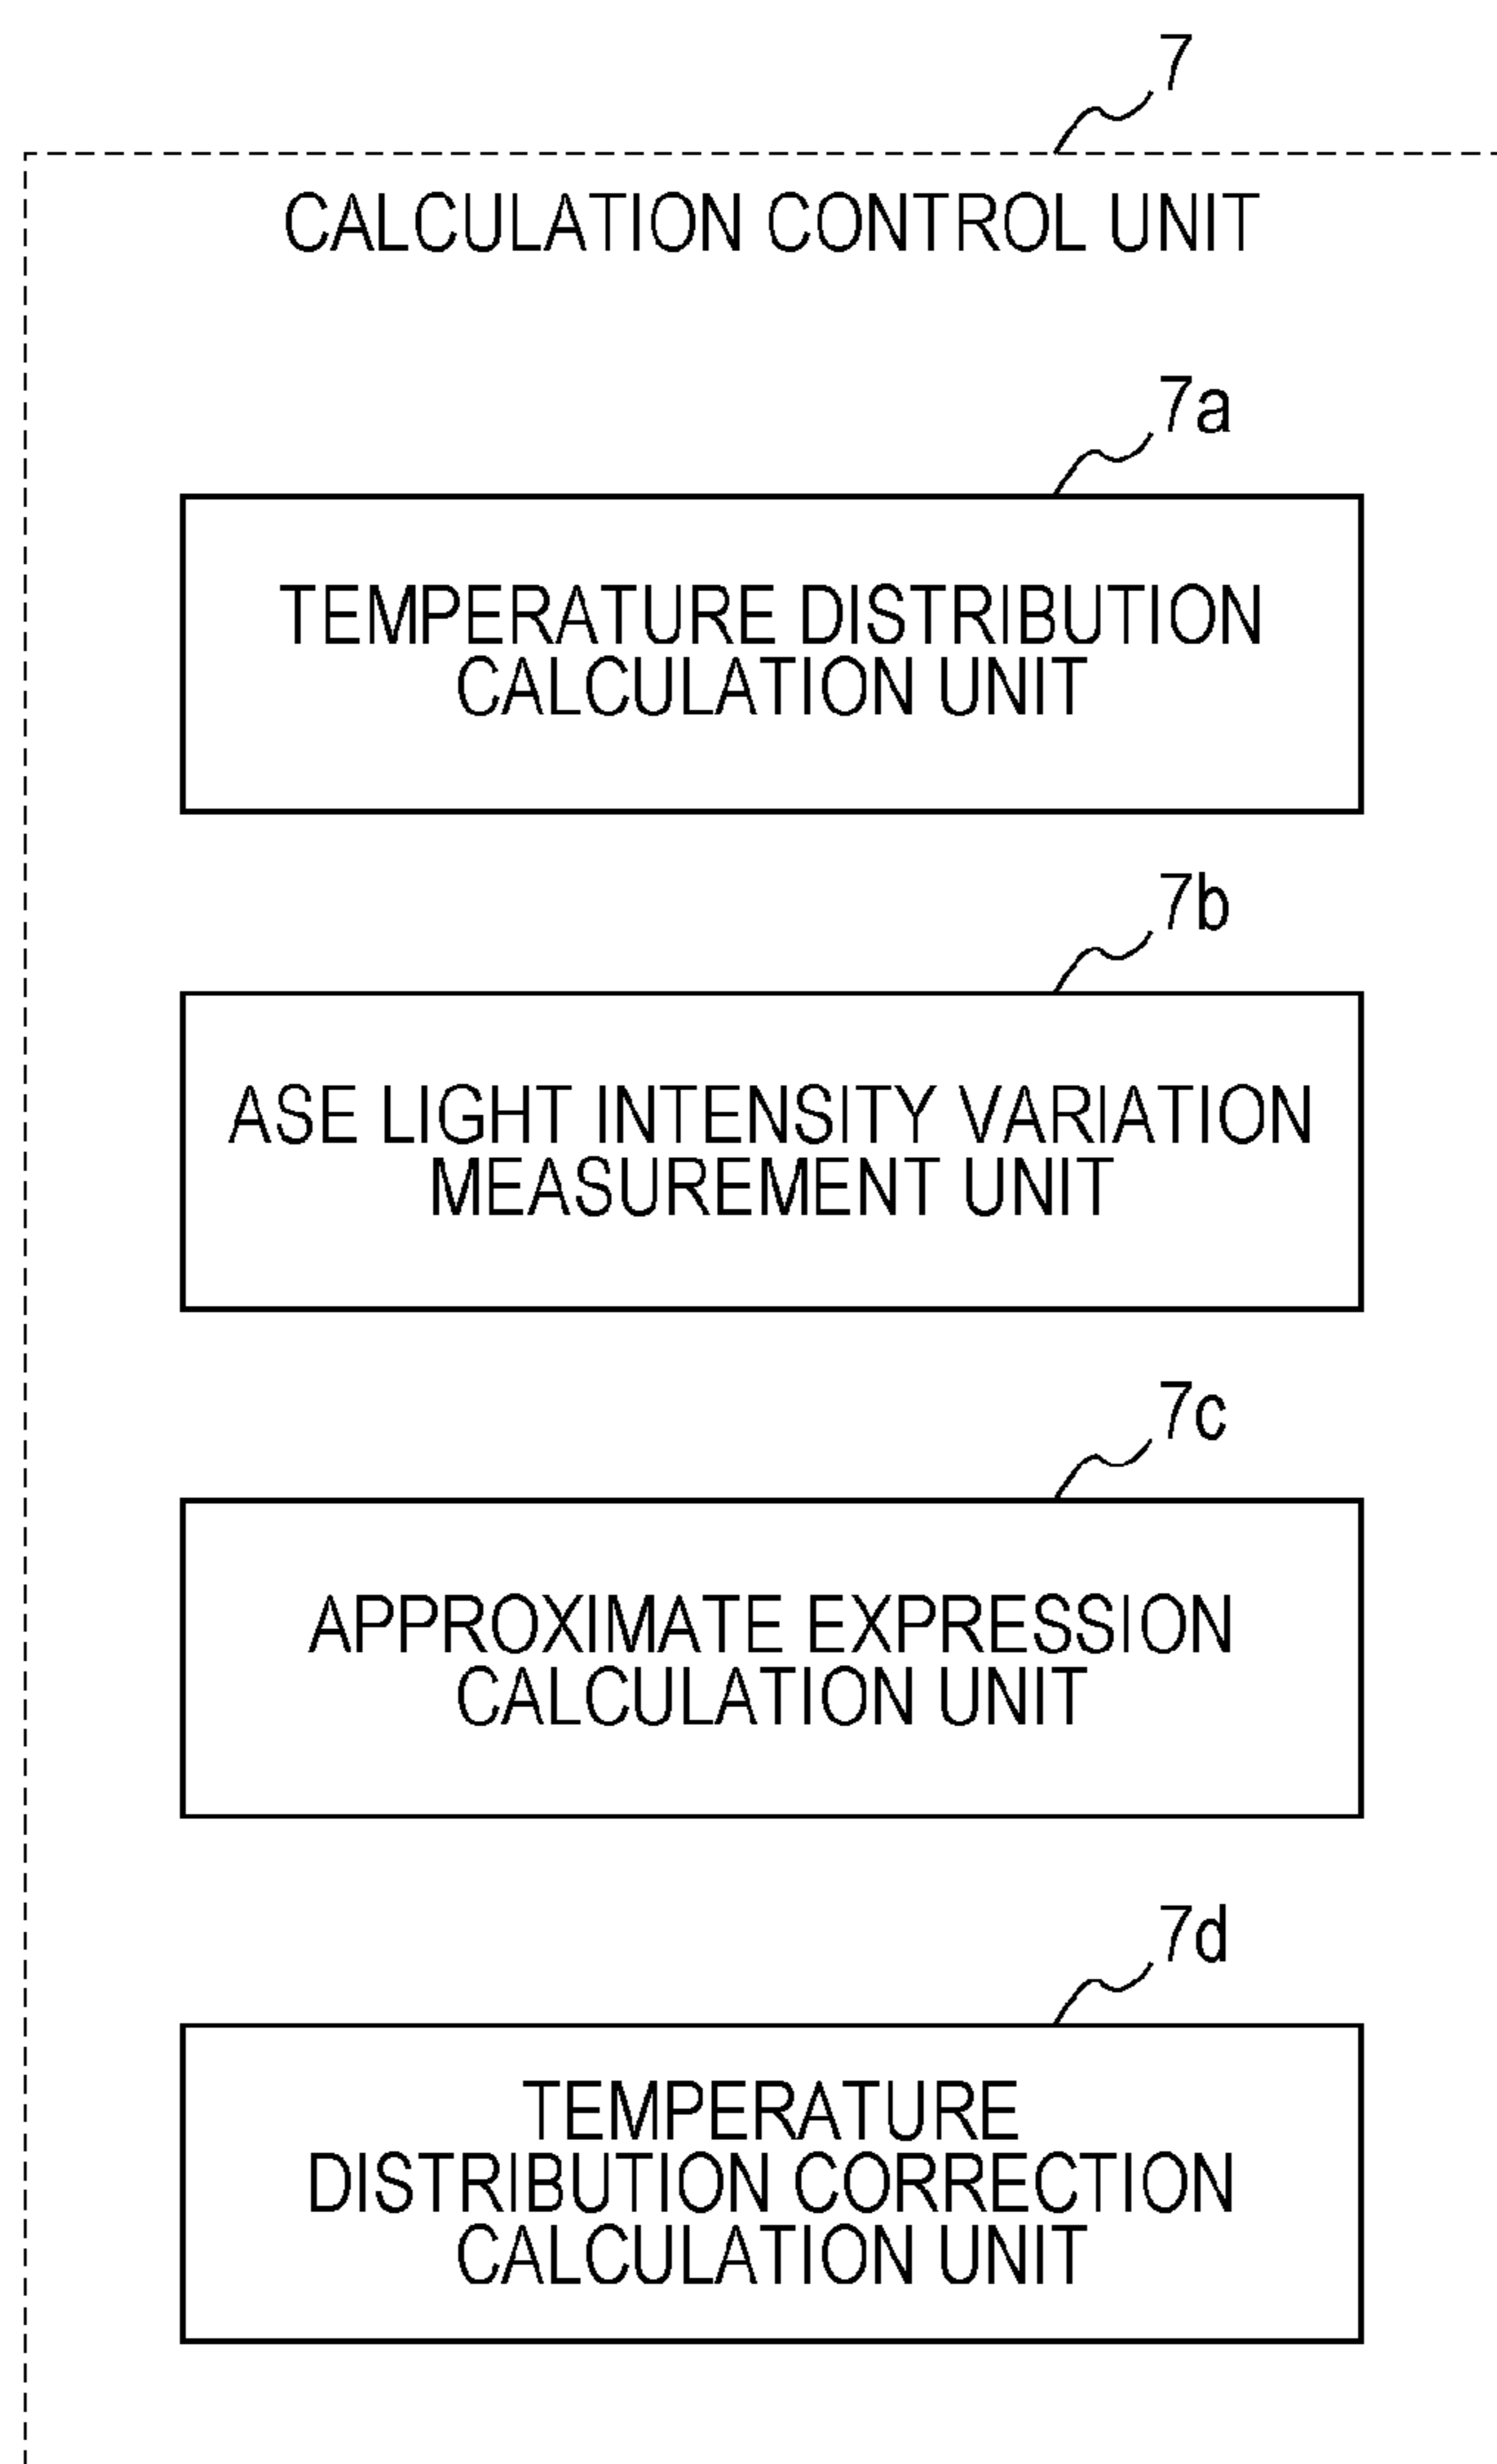 7
CALCULATION CONTROL UNIT
7a
TEMPERATURE DISTRIBUTION
CALCULATION UNIT
7b
ASE LIGHT INTENSITY VARIATION
MEASUREMENT UNIT
7c
APPROXIMATE EXPRESSION
CALCULATION UNIT
7d
TEMPERATURE
DISTRIBUTION CORRECTION
CALCULATION UNIT